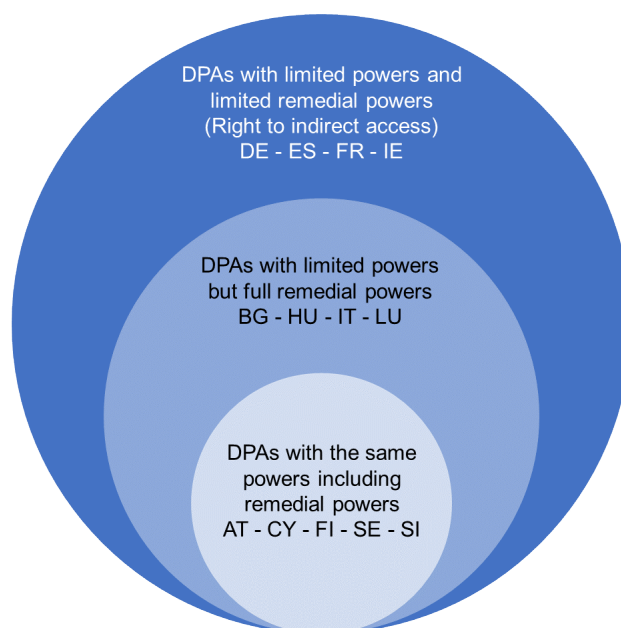 DPAs with limited powers and
limited remedial powers
(Right to indirect access)
DE - ES - FR - IE
DPAs with limited powers
but full remedial powers
BG - HU - IT - LU
DPAs with the same
powers including
remedial powers
AT - CY - FI - SE - SI